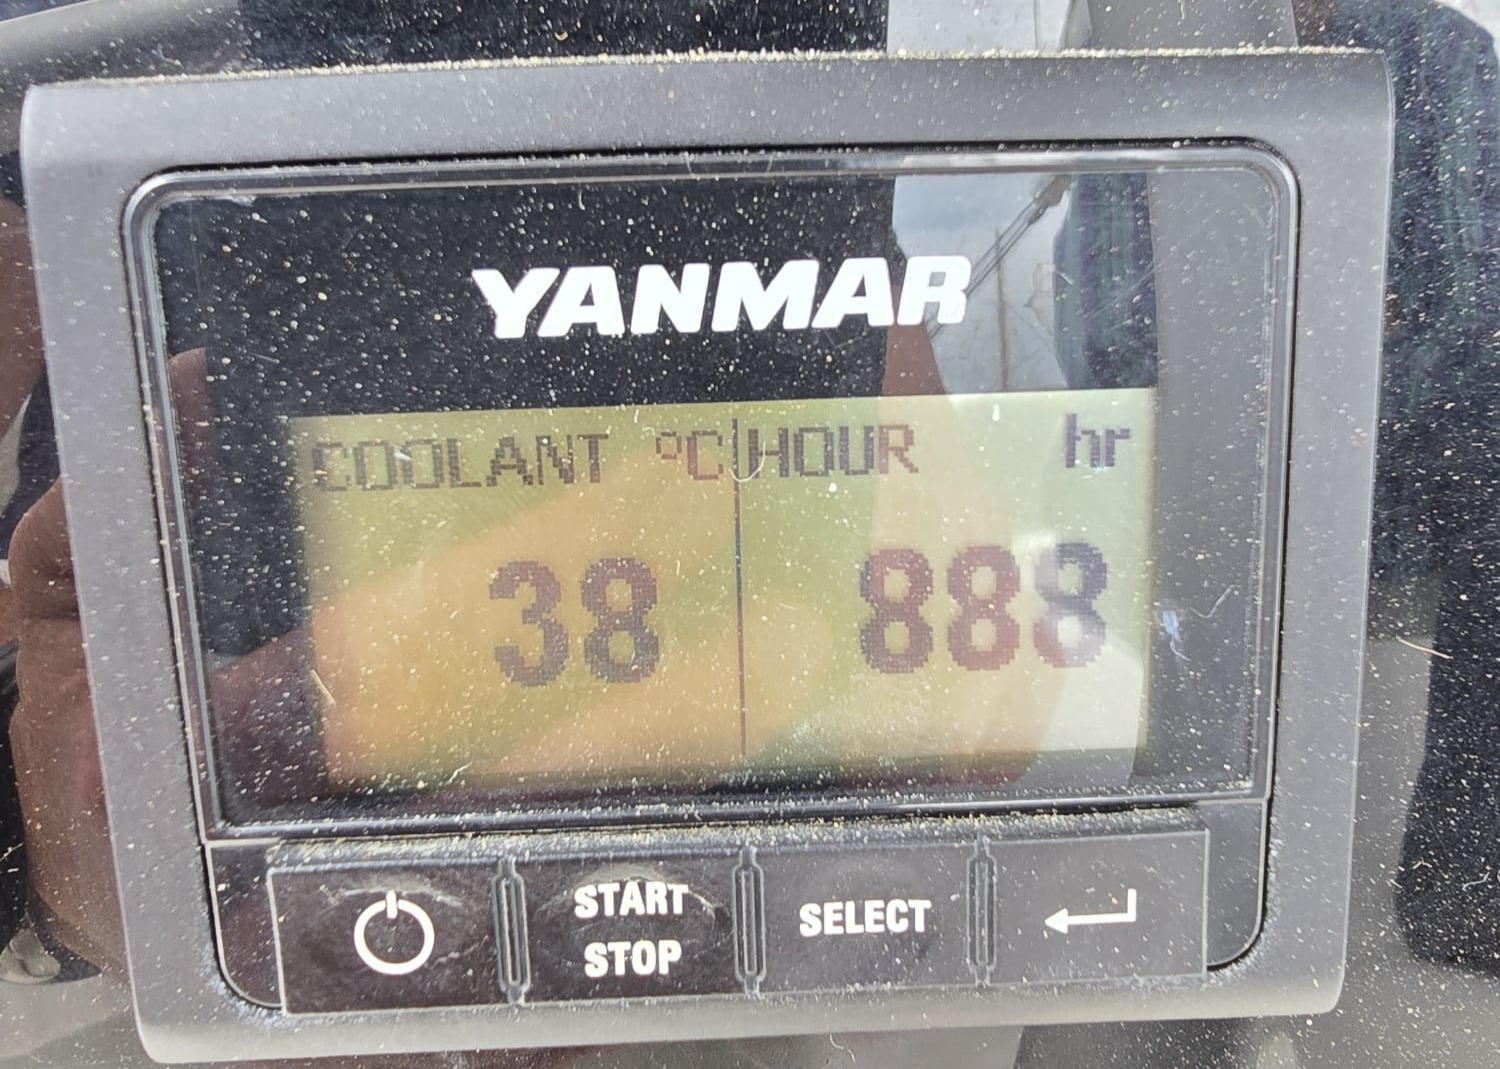 YANMAR
COOLANT °C HOUR hr
38 888
START
STOP
SELECT